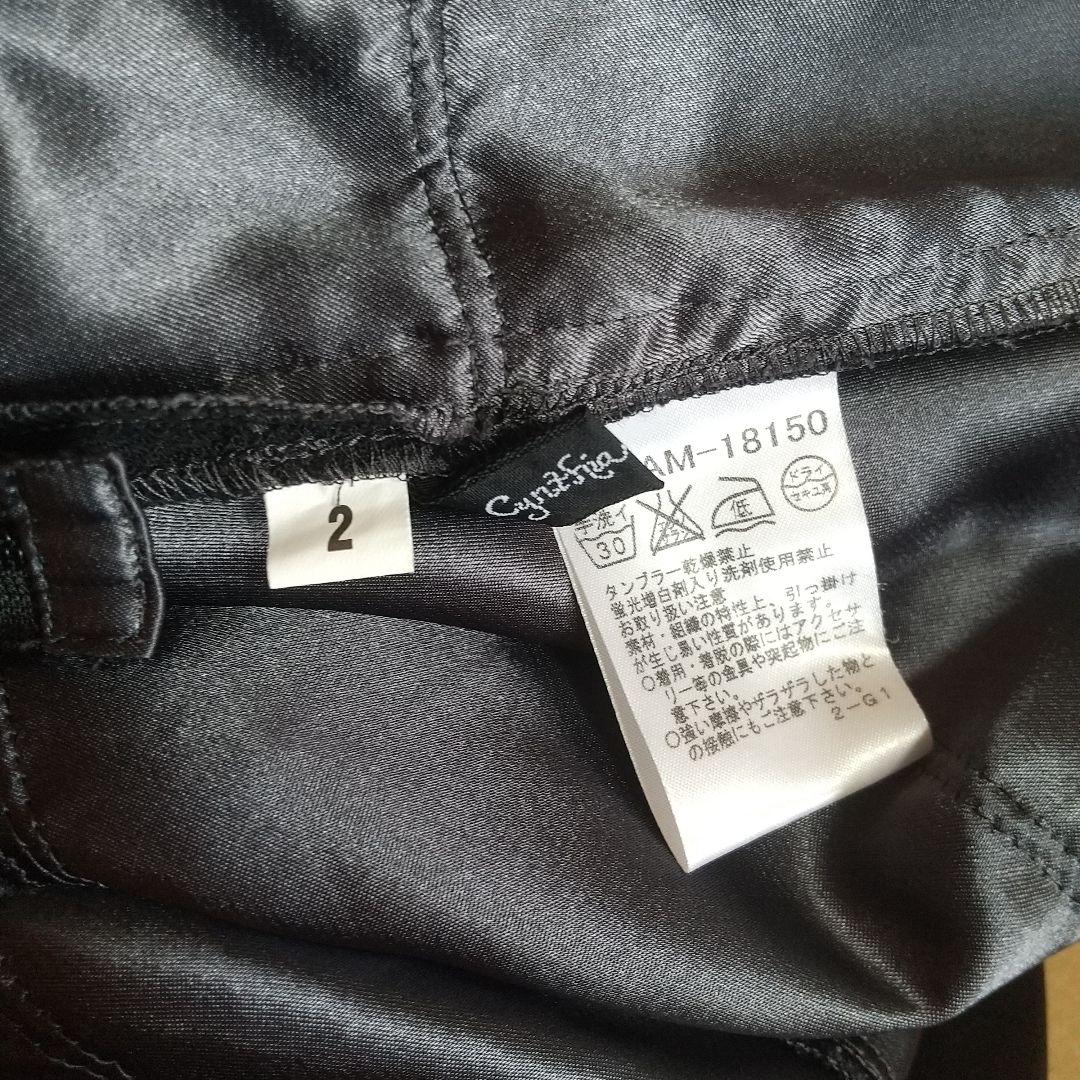 2
Cynthia
AM-18150
手洗イ
30
低
ドライ
セキユ系
タンブラー乾燥禁止
蛍光増白剤入り洗剤使用禁止
お取り扱い注意
素材・組織の特性上、引っ掛け
が生じ易い性質があります。
○着用・着脱の際にはアクセサ
リー等の金具や突起物にご注
意下さい。
○強い摩擦やザラザラした物と
の接触にもご注意下さい。
2-G1